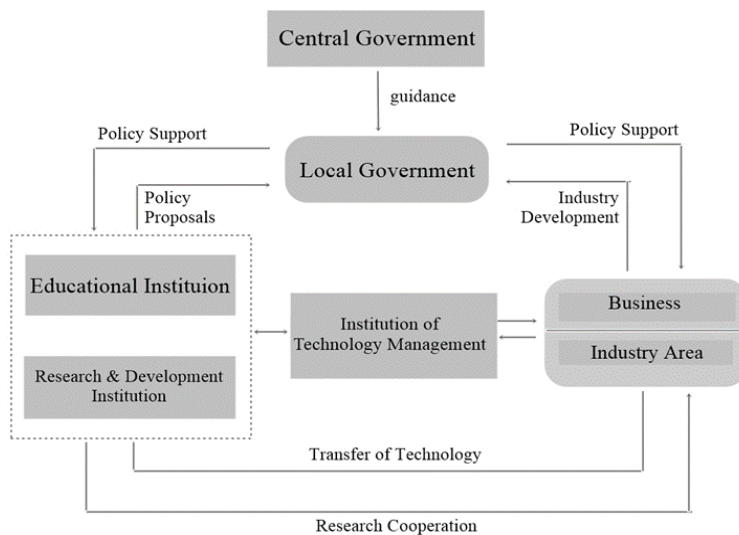 Central Government
guidance
Policy Support
Policy Support
Local Government
Policy
Proposals
Industry
Development
Educational Instituion
Business
Institution of
Technology Management
Industry Area
Research & Development
Institution
Transfer of Technology
Research Cooperation